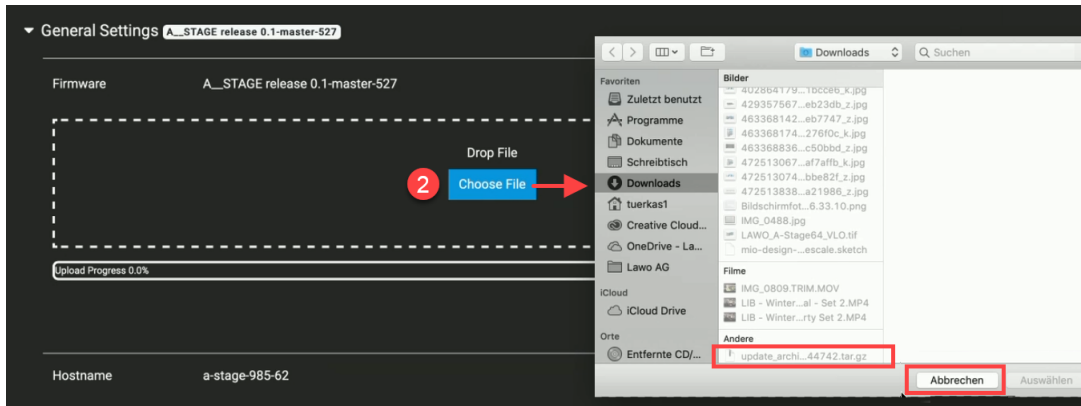 General Settings A__STAGE release 0.1-master-527
Firmware A__STAGE release 0.1-master-527
Drop File
2 Choose File
Upload Progress 0.0%
Hostname a-stage-985-62
Downloads
Suchen
Favoriten
Zuletzt benutzt
Programme
Dokumente
Schreibtisch
Downloads
tuerkas1
Creative Cloud...
OneDrive - La...
Lawo AG
iCloud
iCloud Drive
Orte
Entfernte CD/...
Bilder
402864179...1bcce6_k.jpg
429357567...eb23db_z.jpg
463368142...eb7747_z.jpg
463368174...276f0c_k.jpg
463368836...c50bbd_z.jpg
472513067...af7affb_k.jpg
472513074...bbe82f_z.jpg
472513838...a21986_z.jpg
Bildschirmfot...6.33.10.png
IMG_0488.jpg
LAWO_A-Stage64_VLO.tif
mio-design-...escale.sketch
Filme
IMG_0809.TRIM.MOV
LIB - Winter...al - Set 2.MP4
LIB - Winter...rty Set 2.MP4
Andere
update_archi...44742.tar.gz
Abbrechen
Auswählen